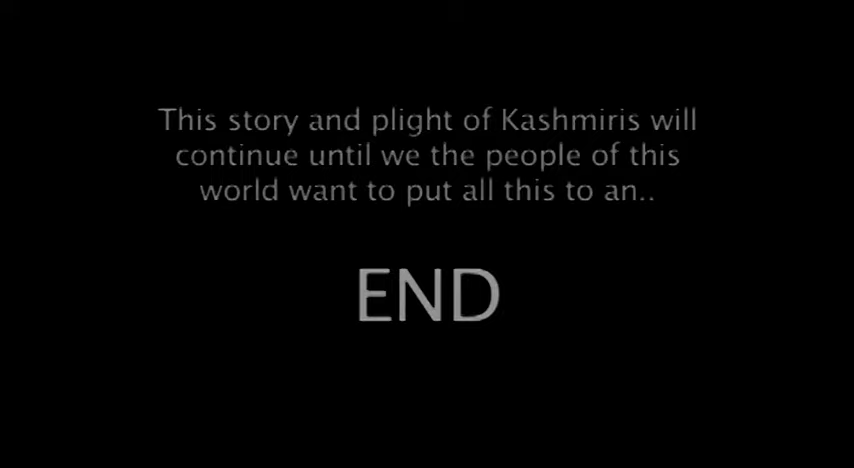 This story and plight of Kashmiris will
continue until we the people of this
world want to put all this to an..
END